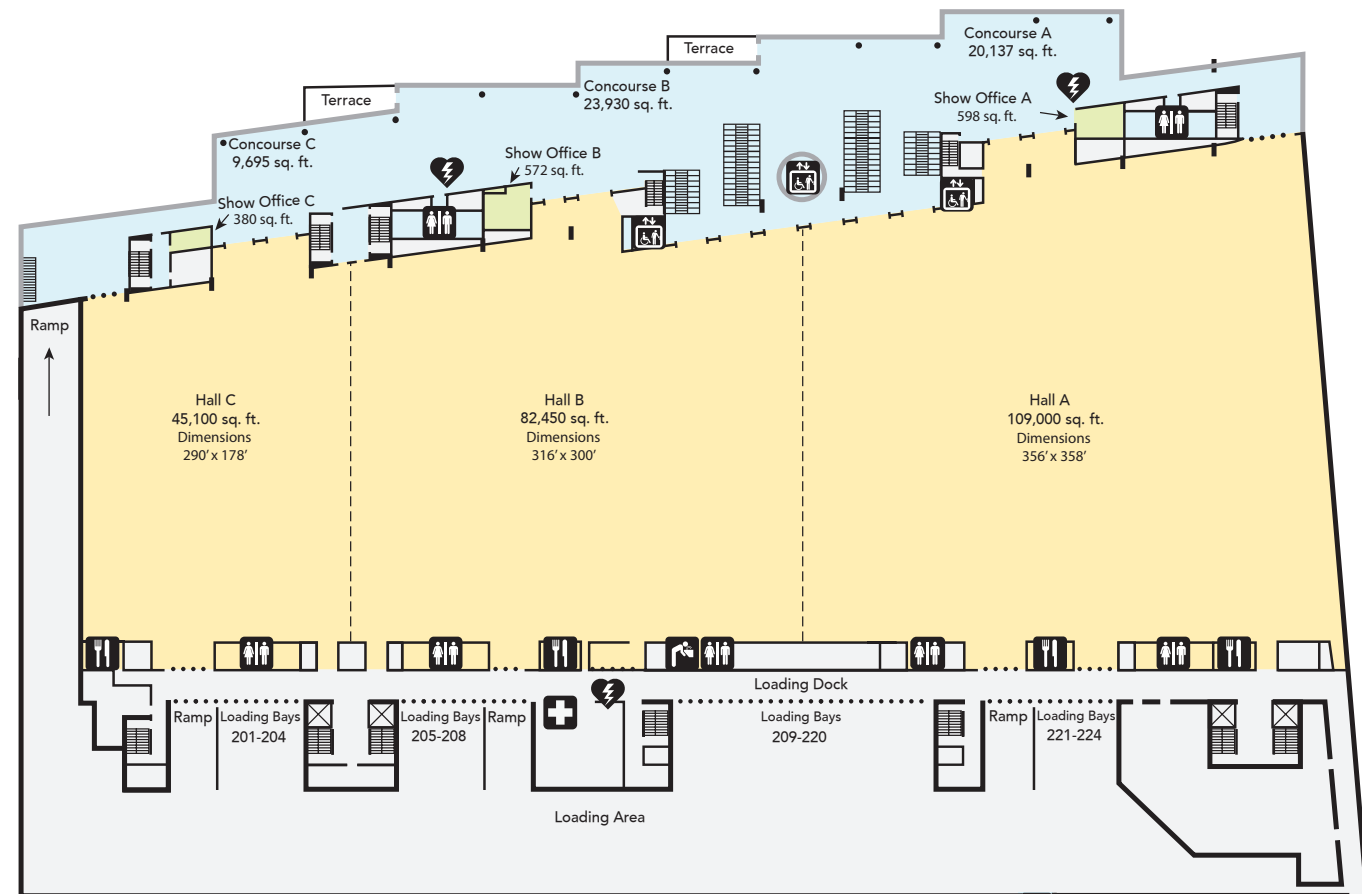 Concourse A
20,137 sq. ft.
Terrace
Concourse B
23,930 sq. ft.
Terrace
Show Office A
598 sq. ft.
Concourse C
9,695 sq. ft.
Show Office B
572 sq. ft.
Show Office C
380 sq. ft.
Ramp
Hall C
45,100 sq. ft.
Dimensions
290’ x 178’
Hall B
82,450 sq. ft.
Dimensions
316’ x 300’
Hall A
109,000 sq. ft.
Dimensions
356’ x 358’
Loading Dock
Ramp
Loading Bays
201-204
Loading Bays
205-208
Ramp
Loading Bays
209-220
Ramp
Loading Bays
221-224
Loading Area